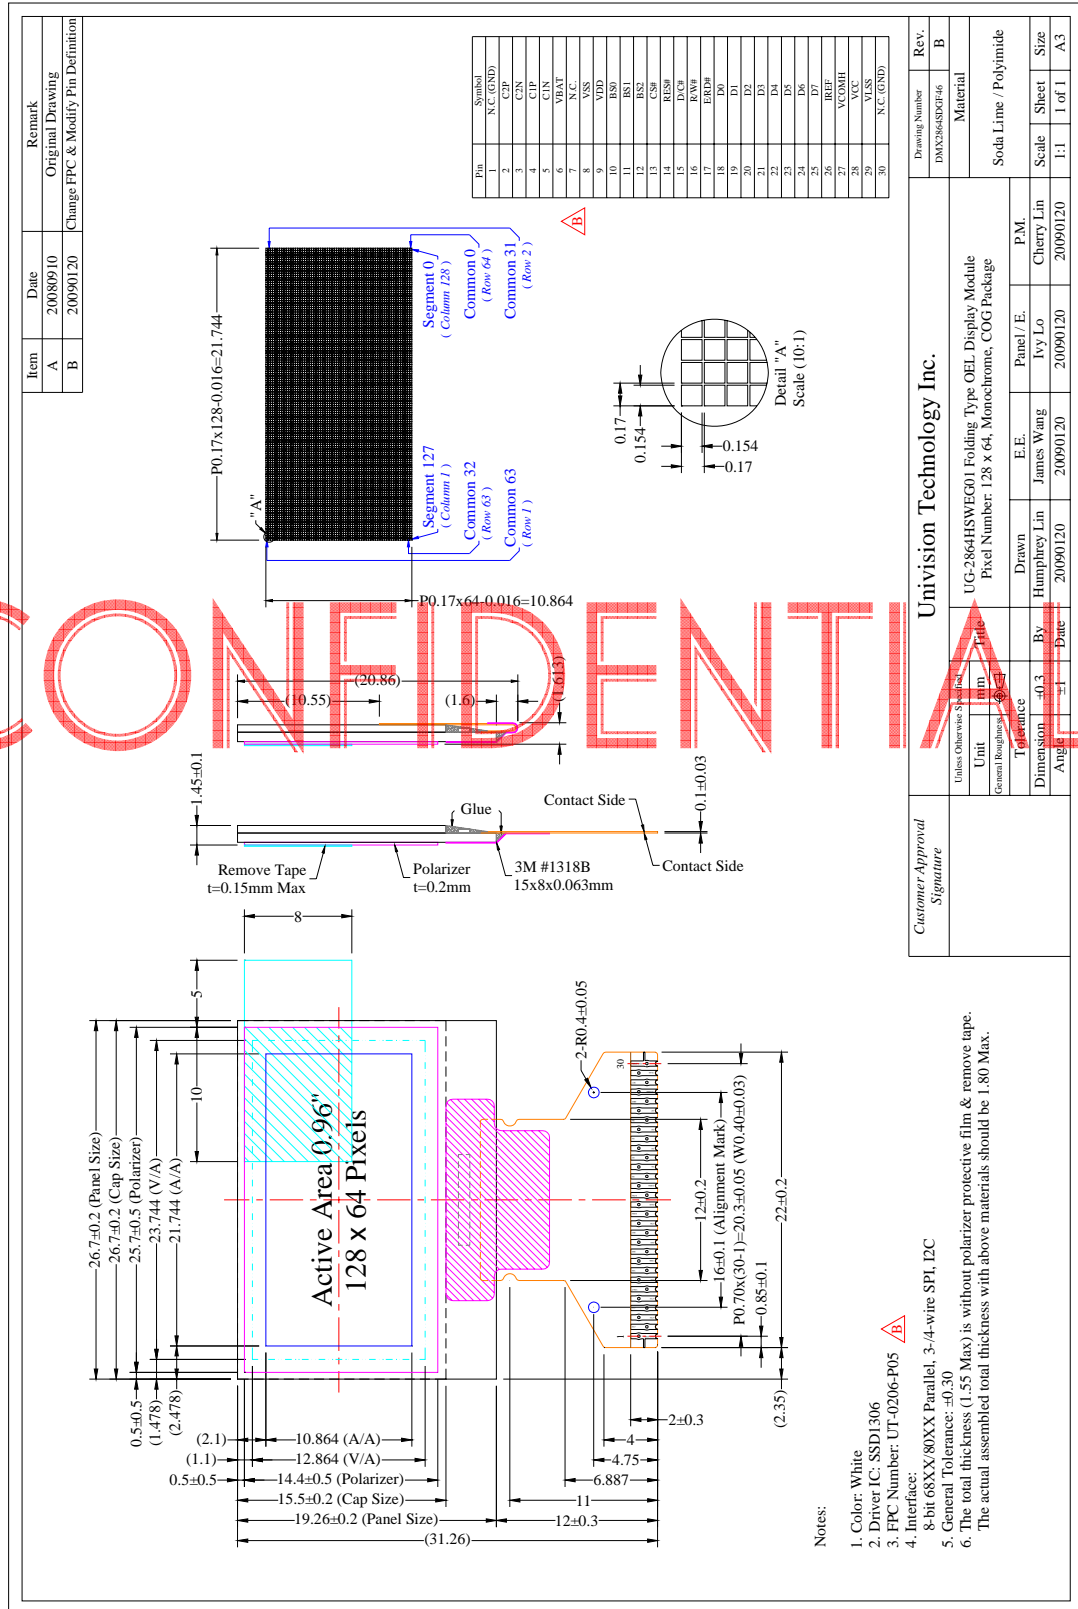 Item Date Remark
A 20080910 Original Drawing
B 20090120 Change FPC & Modify Pin Definition
26.7±0.2 (Panel Size)
26.7±0.2 (Cap Size)
25.7±0.5 (Polarizer)
23.744 (V/A)
21.744 (A/A)
0.5±0.5
(1.478)
(2.478)
10
5
8
(2.1)
(1.1)
0.5±0.5
10.864 (A/A)
12.864 (V/A)
14.4±0.5 (Polarizer)
15.5±0.2 (Cap Size)
19.26±0.2 (Panel Size)
(31.26)
Active Area 0.96"
128 x 64 Pixels
2-R0.4±0.05
30
1
12±0.2
16±0.1 (Alignment Mark)
P0.70x(30-1)=20.3±0.05 (W0.40±0.03)
0.85±0.1
22±0.2
(2.35)
2±0.3
4
4.75
6.887
11
12±0.3
1.45±0.1
Remove Tape
t=0.15mm Max
Polarizer
t=0.2mm
Glue
3M #1318B
15x8x0.063mm
Contact Side
Contact Side
0.1±0.03
(20.86)
(10.55)
(1.6)
(1.613)
P0.17x128-0.016=21.744
P0.17x64-0.016=10.864
"A"
Segment 127
( Column 1 )
Common 32
( Row 63 )
Common 63
( Row 1 )
Segment 0
( Column 128 )
Common 0
( Row 64 )
Common 31
( Row 2 )
0.17
0.154
0.154
0.17
Detail "A"
Scale (10:1)
B
Pin Symbol
1 N.C. (GND)
2 C2P
3 C2N
4 C1P
5 C1N
6 VBAT
7 N.C.
8 VSS
9 VDD
10 BS0
11 BS1
12 BS2
13 CS#
14 RES#
15 D/C#
16 R/W#
17 E/RD#
18 D0
19 D1
20 D2
21 D3
22 D4
23 D5
24 D6
25 D7
26 IREF
27 VCOMH
28 VCC
29 VLSS
30 N.C. (GND)
CONFIDENTIAL
Notes:
1. Color: White
2. Driver IC: SSD1306
3. FPC Number: UT-0206-P05 B
4. Interface:
8-bit 68XX/80XX Parallel, 3-/4-wire SPI, I2C
5. General Tolerance: ±0.30
6. The total thickness (1.55 Max) is without polarizer protective film & remove tape.
The actual assembled total thickness with above materials should be 1.80 Max.
Customer Approval
Signature
Univision Technology Inc.
Drawing Number Rev.
DMX2864SDGF46 B
Unless Otherwise Specified
Unit mm
General Roughness
Tolerance
Dimension ±0.3
Angle ±1
Title
UG-2864HSWEG01 Folding Type OEL Display Module
Pixel Number: 128 x 64, Monochrome, COG Package
Material
Soda Lime / Polyimide
By Drawn E.E. Panel / E. P.M.
Humphrey Lin James Wang Ivy Lo Cherry Lin
Date 20090120 20090120 20090120 20090120
Scale Sheet Size
1:1 1 of 1 A3